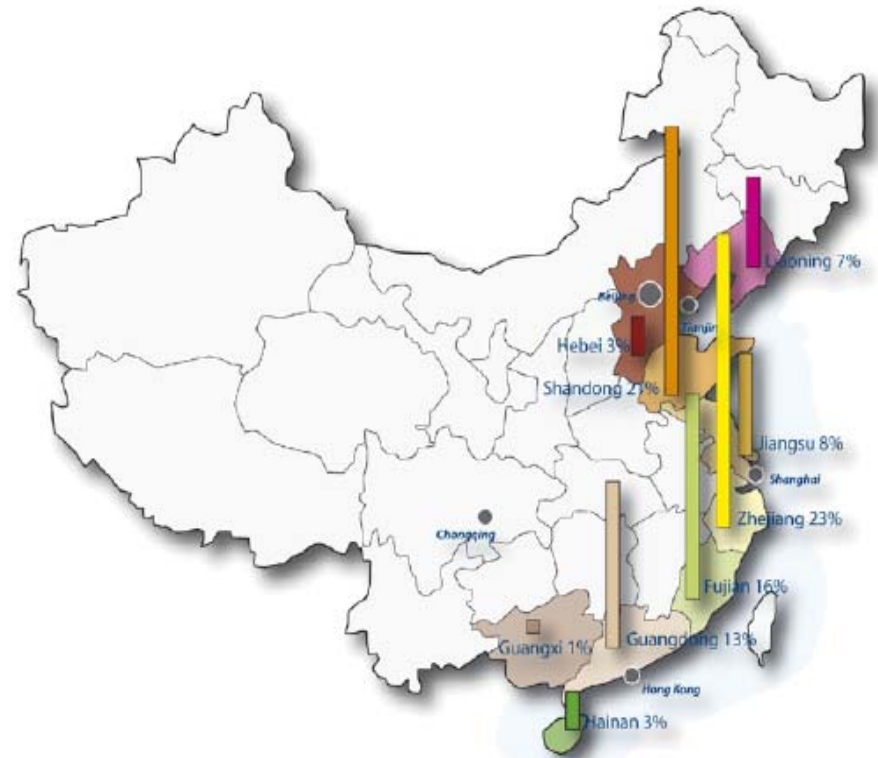 Liaoning 7%
Beijing
Tianjin
Hebei 3%
Shandong 21%
Jiangsu 8%
Shanghai
Zhejiang 23%
Chongqing
Fujian 16%
Guangxi 1%
Guangdong 13%
Hong Kong
Hainan 3%